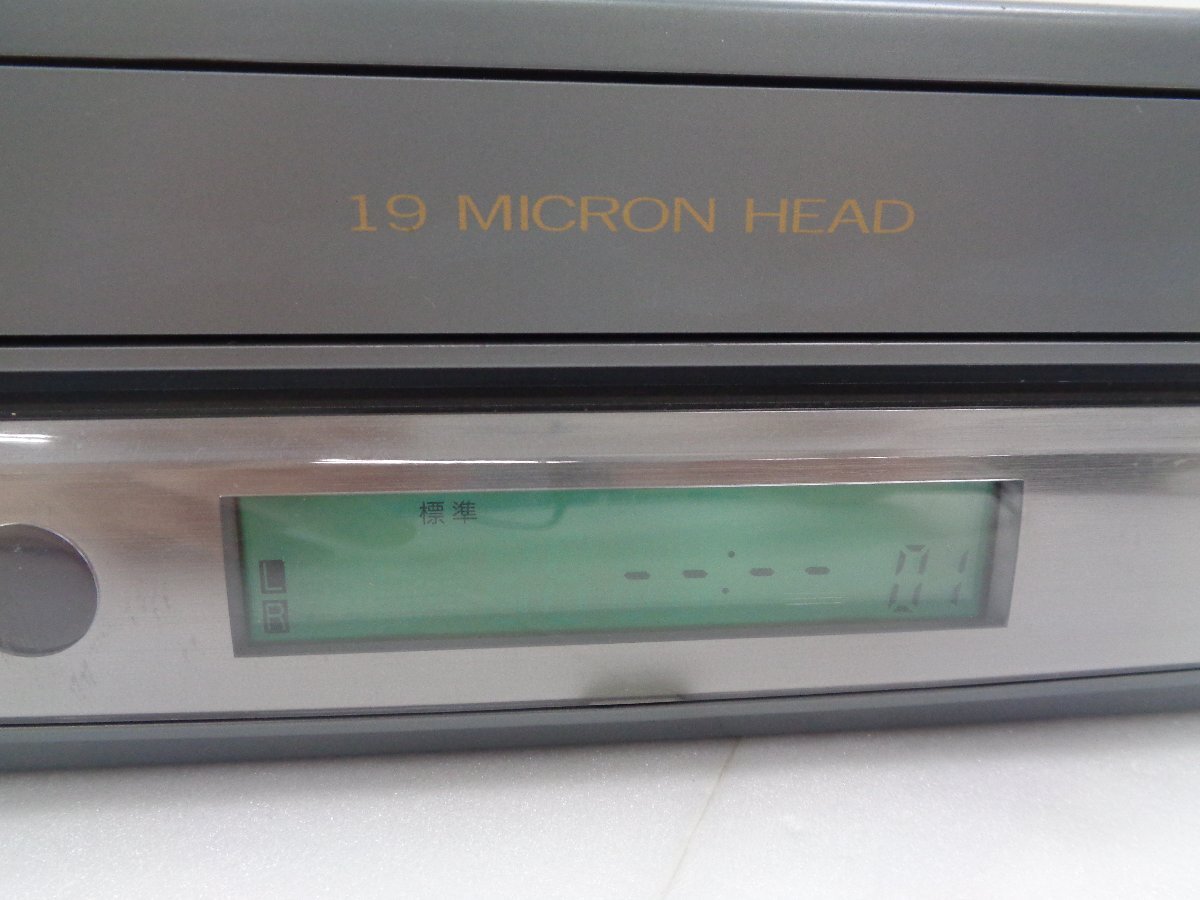 19 MICRON HEAD
標準
L
--:-- 01
R